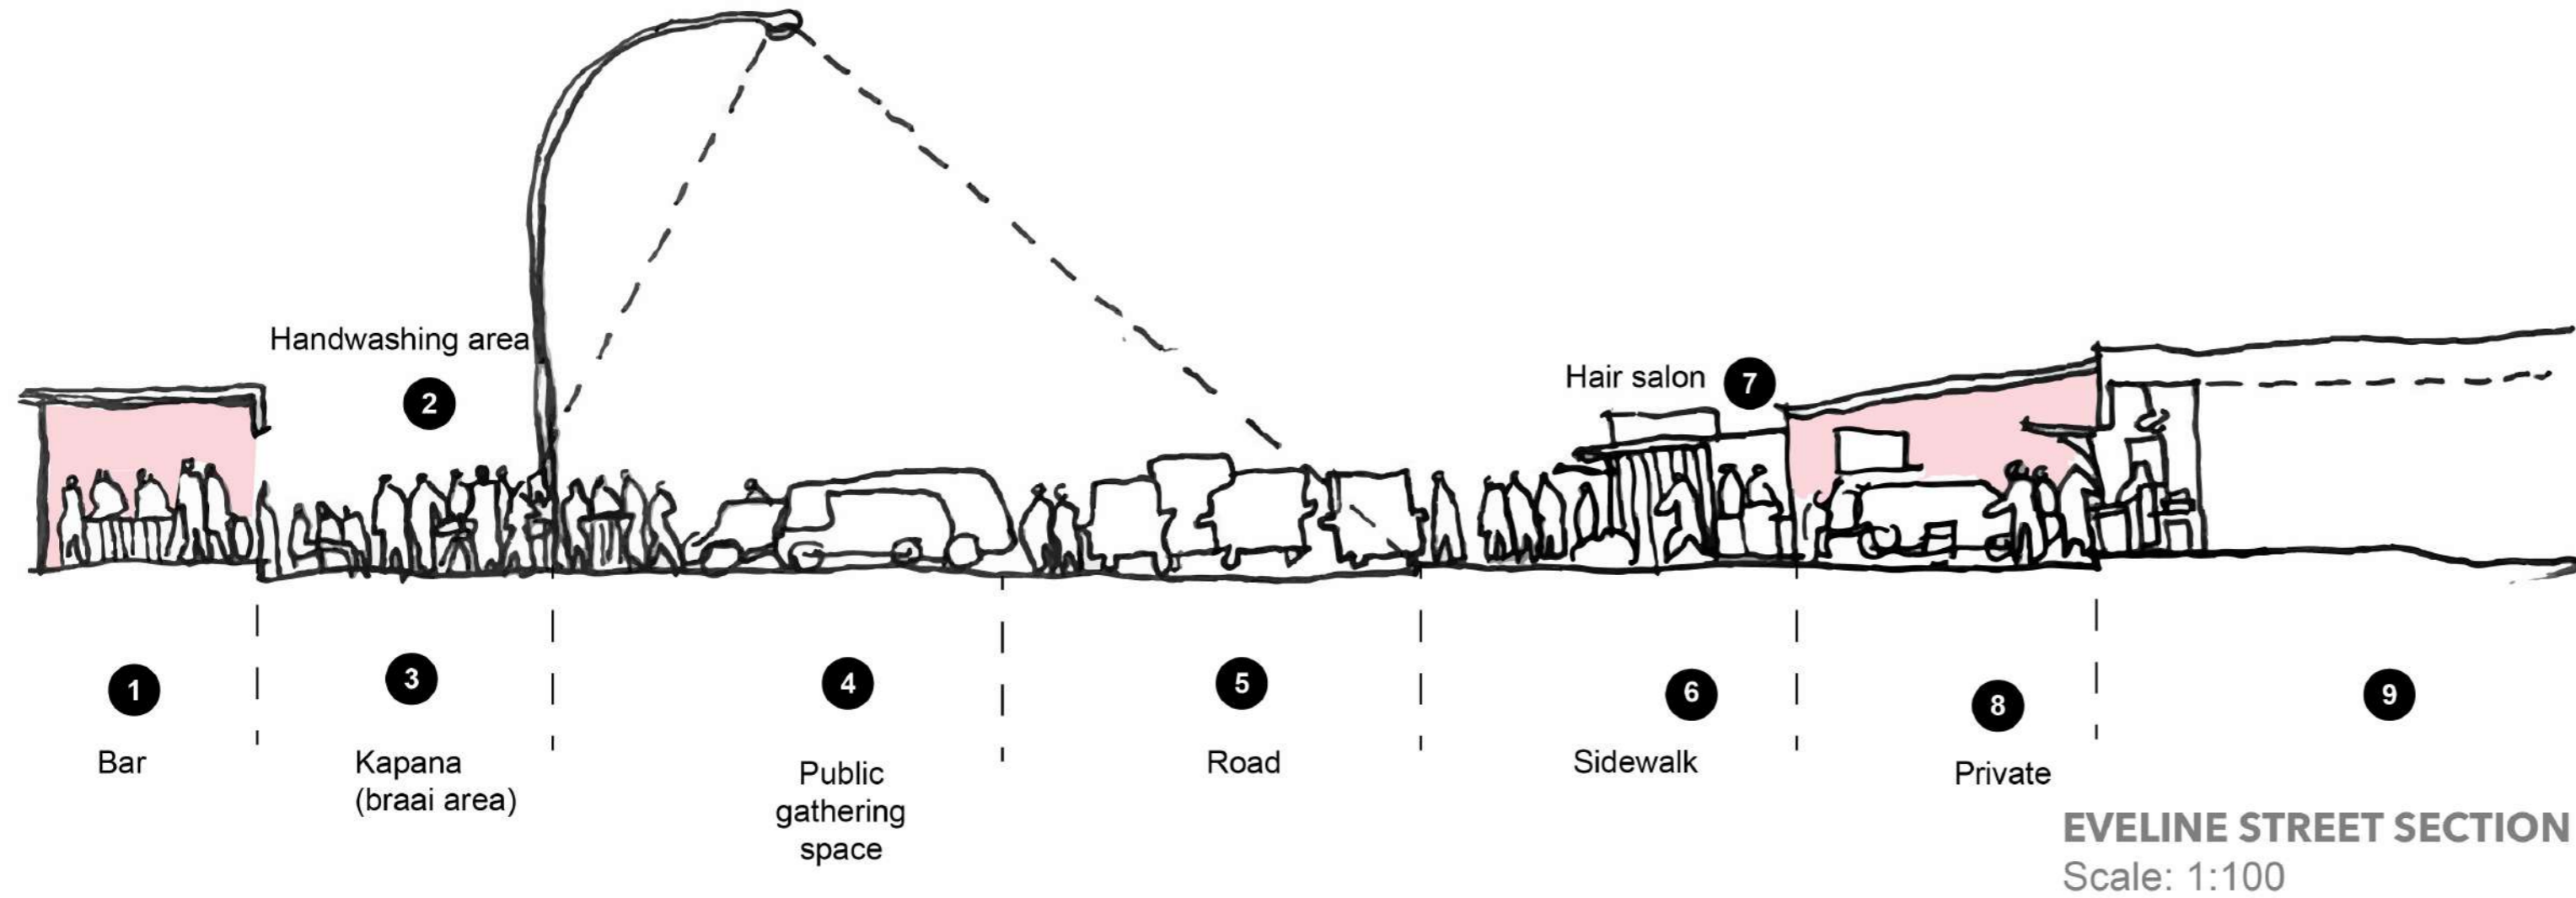 Handwashing area
2
Hair salon 7
1
3
4
5
6
8
9
Bar
Kapana
(braai area)
Public
gathering
space
Road
Sidewalk
Private
EVELINE STREET SECTION
Scale: 1:100